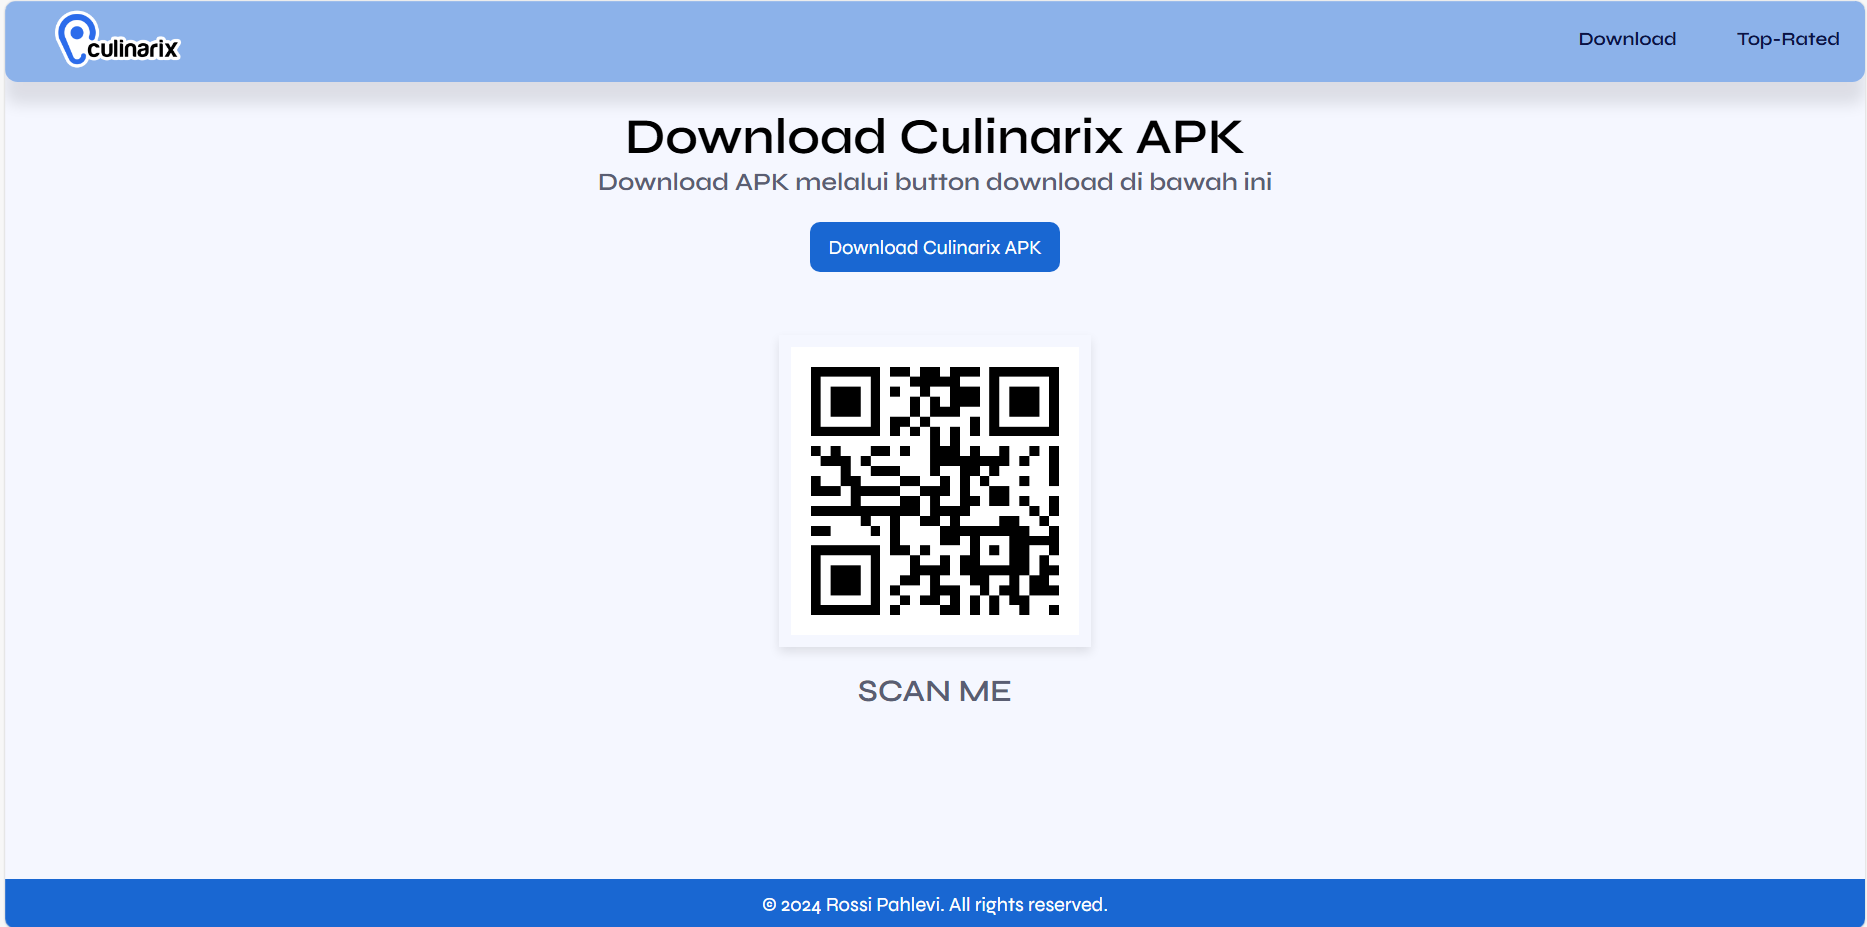 culinarix
Download
Top-Rated
Download Culinarix APK
Download APK melalui button download di bawah ini
Download Culinarix APK
SCAN ME
© 2024 Rossi Pahlevi. All rights reserved.